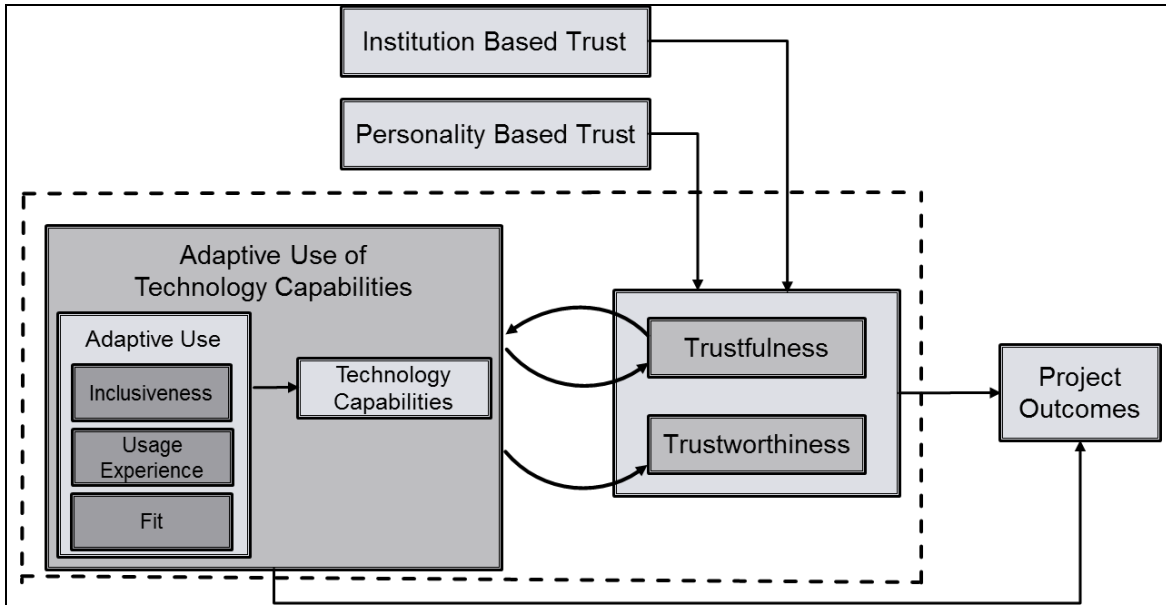 Institution Based Trust
Personality Based Trust
Adaptive Use of
Technology Capabilities
Adaptive Use
Inclusiveness
Usage
Experience
Fit
Technology
Capabilities
Trustfulness
Trustworthiness
Project
Outcomes